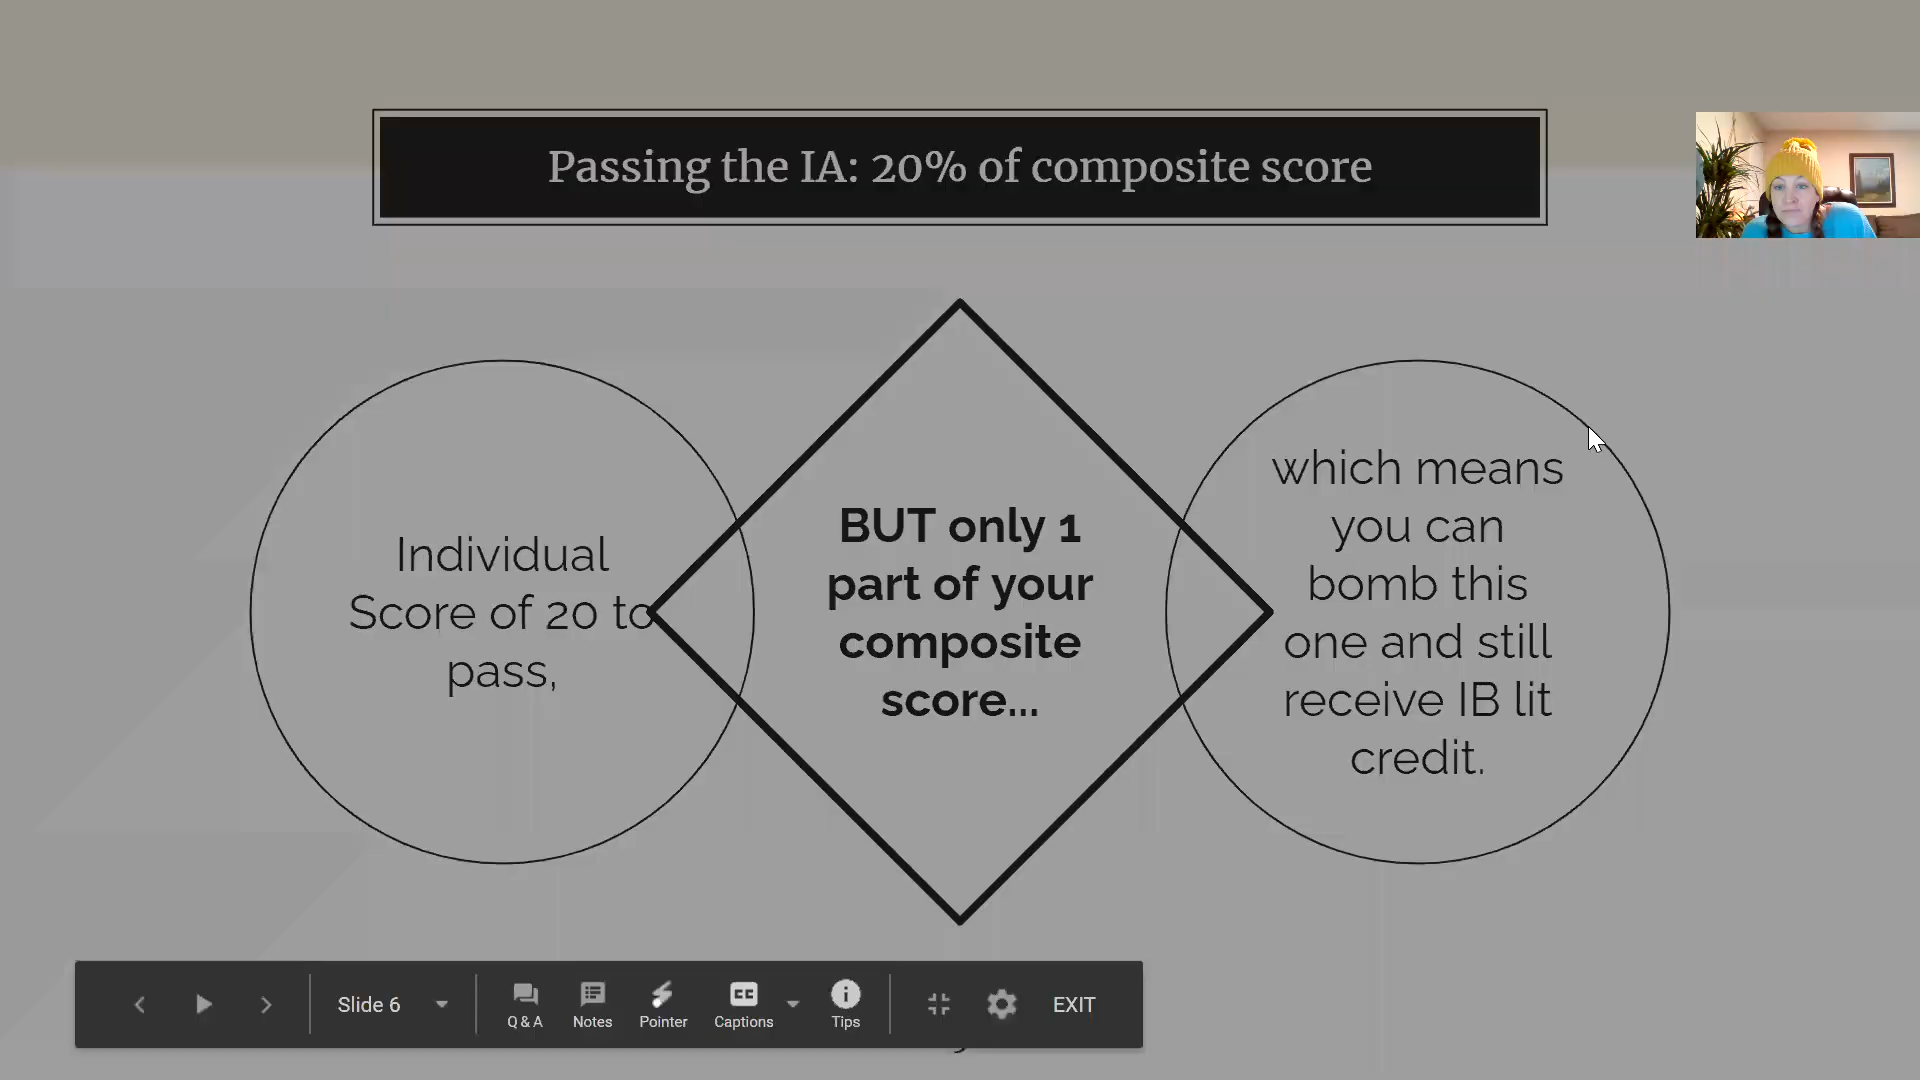 Passing the IA: 20% of composite score
Individual
Score of 20 to
pass,
BUT only 1
part of your
composite
score...
which means
you can
bomb this
one and still
receive IB lit
credit.
Slide 6
Q & A
Notes
Pointer
Captions
Tips
EXIT